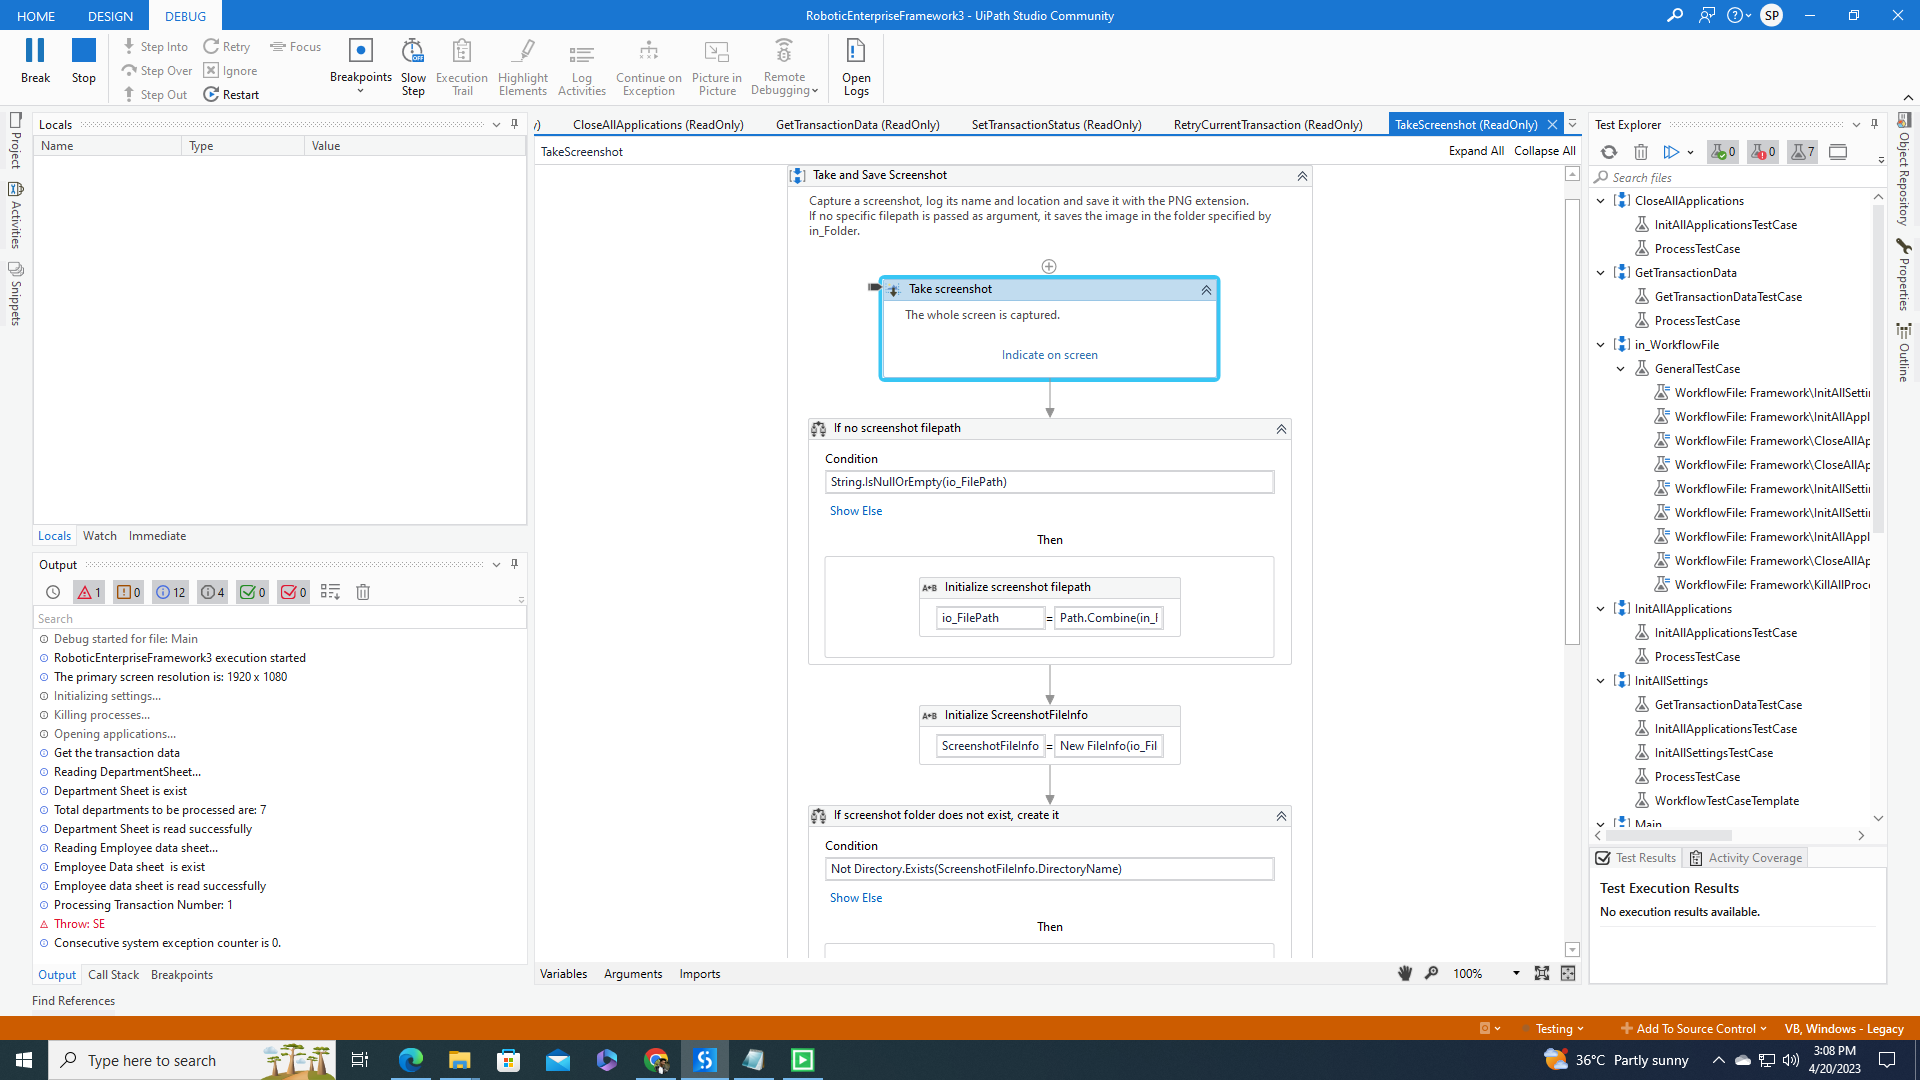 HOME DESIGN DEBUG
RoboticEnterpriseFramework3 - UiPath Studio Community
SP
Break
Stop
Step Into
Step Over
Step Out
Retry
Ignore
Restart
Focus
Breakpoints
Slow Step
Execution Trail
Highlight Elements
Log Activities
Continue on Exception
Picture in Picture
Remote Debugging
Open Logs
Project
Activities
Snippets
Locals
Name Type Value
Locals Watch Immediate
Output
1 0 12 4 0 0
Search
Debug started for file: Main
RoboticEnterpriseFramework3 execution started
The primary screen resolution is: 1920 x 1080
Initializing settings...
Killing processes...
Opening applications...
Get the transaction data
Reading DepartmentSheet...
Department Sheet is exist
Total departments to be processed are: 7
Department Sheet is read successfully
Reading Employee data sheet...
Employee Data sheet  is exist
Employee data sheet is read successfully
Processing Transaction Number: 1
Throw: SE
Consecutive system exception counter is 0.
Output Call Stack Breakpoints
Find References
CloseAllApplications (ReadOnly) GetTransactionData (ReadOnly) SetTransactionStatus (ReadOnly) RetryCurrentTransaction (ReadOnly) TakeScreenshot (ReadOnly)
TakeScreenshot
Expand All Collapse All
Take and Save Screenshot
Capture a screenshot, log its name and location and save it with the PNG extension.
If no specific filepath is passed as argument, it saves the image in the folder specified by
in_Folder.
Take screenshot
The whole screen is captured.
Indicate on screen
If no screenshot filepath
Condition
String.IsNullOrEmpty(io_FilePath)
Show Else
Then
A+B Initialize screenshot filepath
io_FilePath = Path.Combine(in_F
A+B Initialize ScreenshotFileInfo
ScreenshotFileInfo = New FileInfo(io_Fil
If screenshot folder does not exist, create it
Condition
Not Directory.Exists(ScreenshotFileInfo.DirectoryName)
Show Else
Then
Variables Arguments Imports
100%
Test Explorer
0 0 7
Search files
CloseAllApplications
InitAllApplicationsTestCase
ProcessTestCase
GetTransactionData
GetTransactionDataTestCase
ProcessTestCase
in_WorkflowFile
GeneralTestCase
WorkflowFile: Framework\InitAllSetti
WorkflowFile: Framework\InitAllAppl
WorkflowFile: Framework\CloseAllAp
WorkflowFile: Framework\CloseAllAp
WorkflowFile: Framework\InitAllSetti
WorkflowFile: Framework\InitAllSetti
WorkflowFile: Framework\InitAllAppl
WorkflowFile: Framework\CloseAllAp
WorkflowFile: Framework\KillAllProce
InitAllApplications
InitAllApplicationsTestCase
ProcessTestCase
InitAllSettings
GetTransactionDataTestCase
InitAllApplicationsTestCase
InitAllSettingsTestCase
ProcessTestCase
WorkflowTestCaseTemplate
Main
Test Results Activity Coverage
Test Execution Results
No execution results available.
Object Repository
Properties
Outline
Testing
Add To Source Control
VB, Windows - Legacy
Type here to search
36°C Partly sunny
3:08 PM
4/20/2023